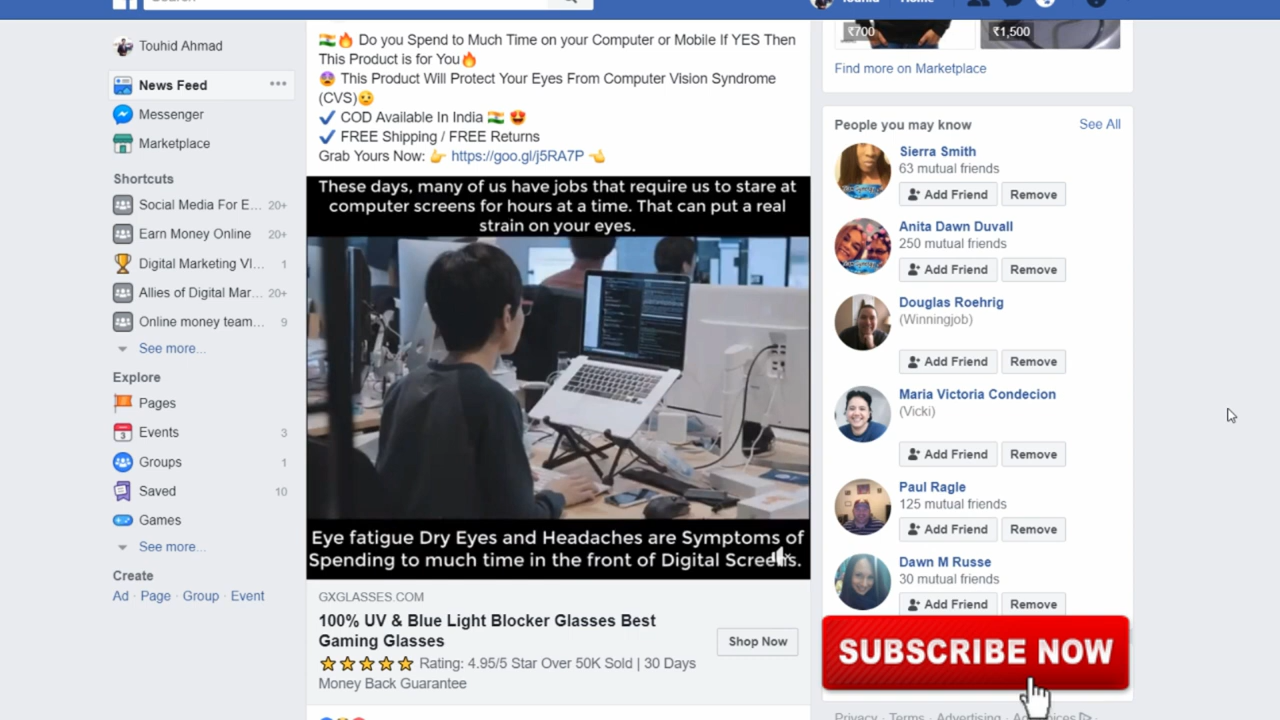 Search
Touhid
Home
Touhid Ahmad
News Feed
Messenger
Marketplace
Shortcuts
Social Media For E... 20+
Earn Money Online 20+
Digital Marketing VI... 1
Allies of Digital Mar... 20+
Online money team... 9
See more...
Explore
Pages
Events 3
Groups 1
Saved 10
Games
See more...
Create
Ad · Page · Group · Event
🇮🇳🔥 Do you Spend to Much Time on your Computer or Mobile If YES Then
This Product is for You🔥
😨 This Product Will Protect Your Eyes From Computer Vision Syndrome
(CVS)😟
✔ COD Available In India 🇮🇳 😍
✔ FREE Shipping / FREE Returns
Grab Yours Now: 👉 https://goo.gl/j5RA7P 👈
These days, many of us have jobs that require us to stare at
computer screens for hours at a time. That can put a real
strain on your eyes.
Eye fatigue Dry Eyes and Headaches are Symptoms of
Spending to much time in the front of Digital Screens.
GXGLASSES.COM
100% UV & Blue Light Blocker Glasses Best
Gaming Glasses
Shop Now
⭐⭐⭐⭐⭐ Rating: 4.95/5 Star Over 50K Sold | 30 Days
Money Back Guarantee
₹700
₹1,500
Find more on Marketplace
People you may know See All
Sierra Smith
63 mutual friends
Add Friend Remove
Anita Dawn Duvall
250 mutual friends
Add Friend Remove
Douglas Roehrig
(Winningjob)
Add Friend Remove
Maria Victoria Condecion
(Vicki)
Add Friend Remove
Paul Ragle
125 mutual friends
Add Friend Remove
Dawn M Russe
30 mutual friends
Add Friend Remove
SUBSCRIBE NOW
Privacy · Terms · Advertising